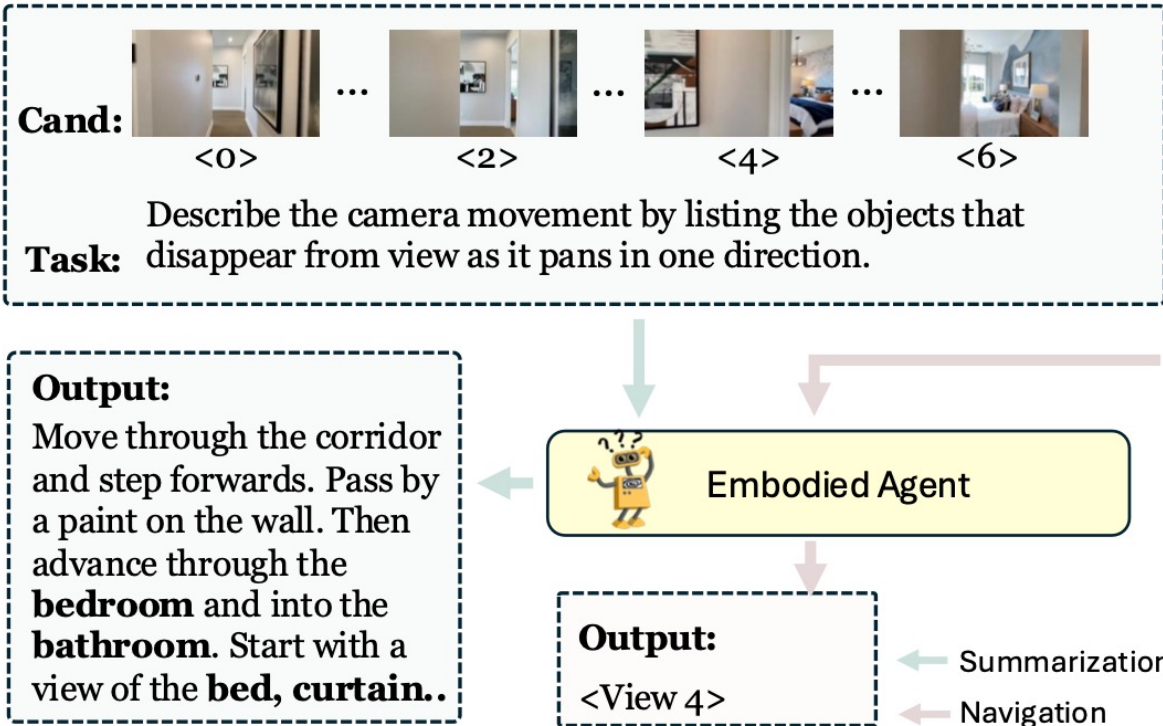 ... ... ...
Cand:
<0> <2> <4> <6>
Describe the camera movement by listing the objects that
Task: disappear from view as it pans in one direction.
Output:
Move through the corridor
and step forwards. Pass by
a paint on the wall. Then
advance through the
bedroom and into the
bathroom. Start with a
view of the bed, curtain..
???
Embodied Agent
Output:
<View 4>
Summarization
Navigation